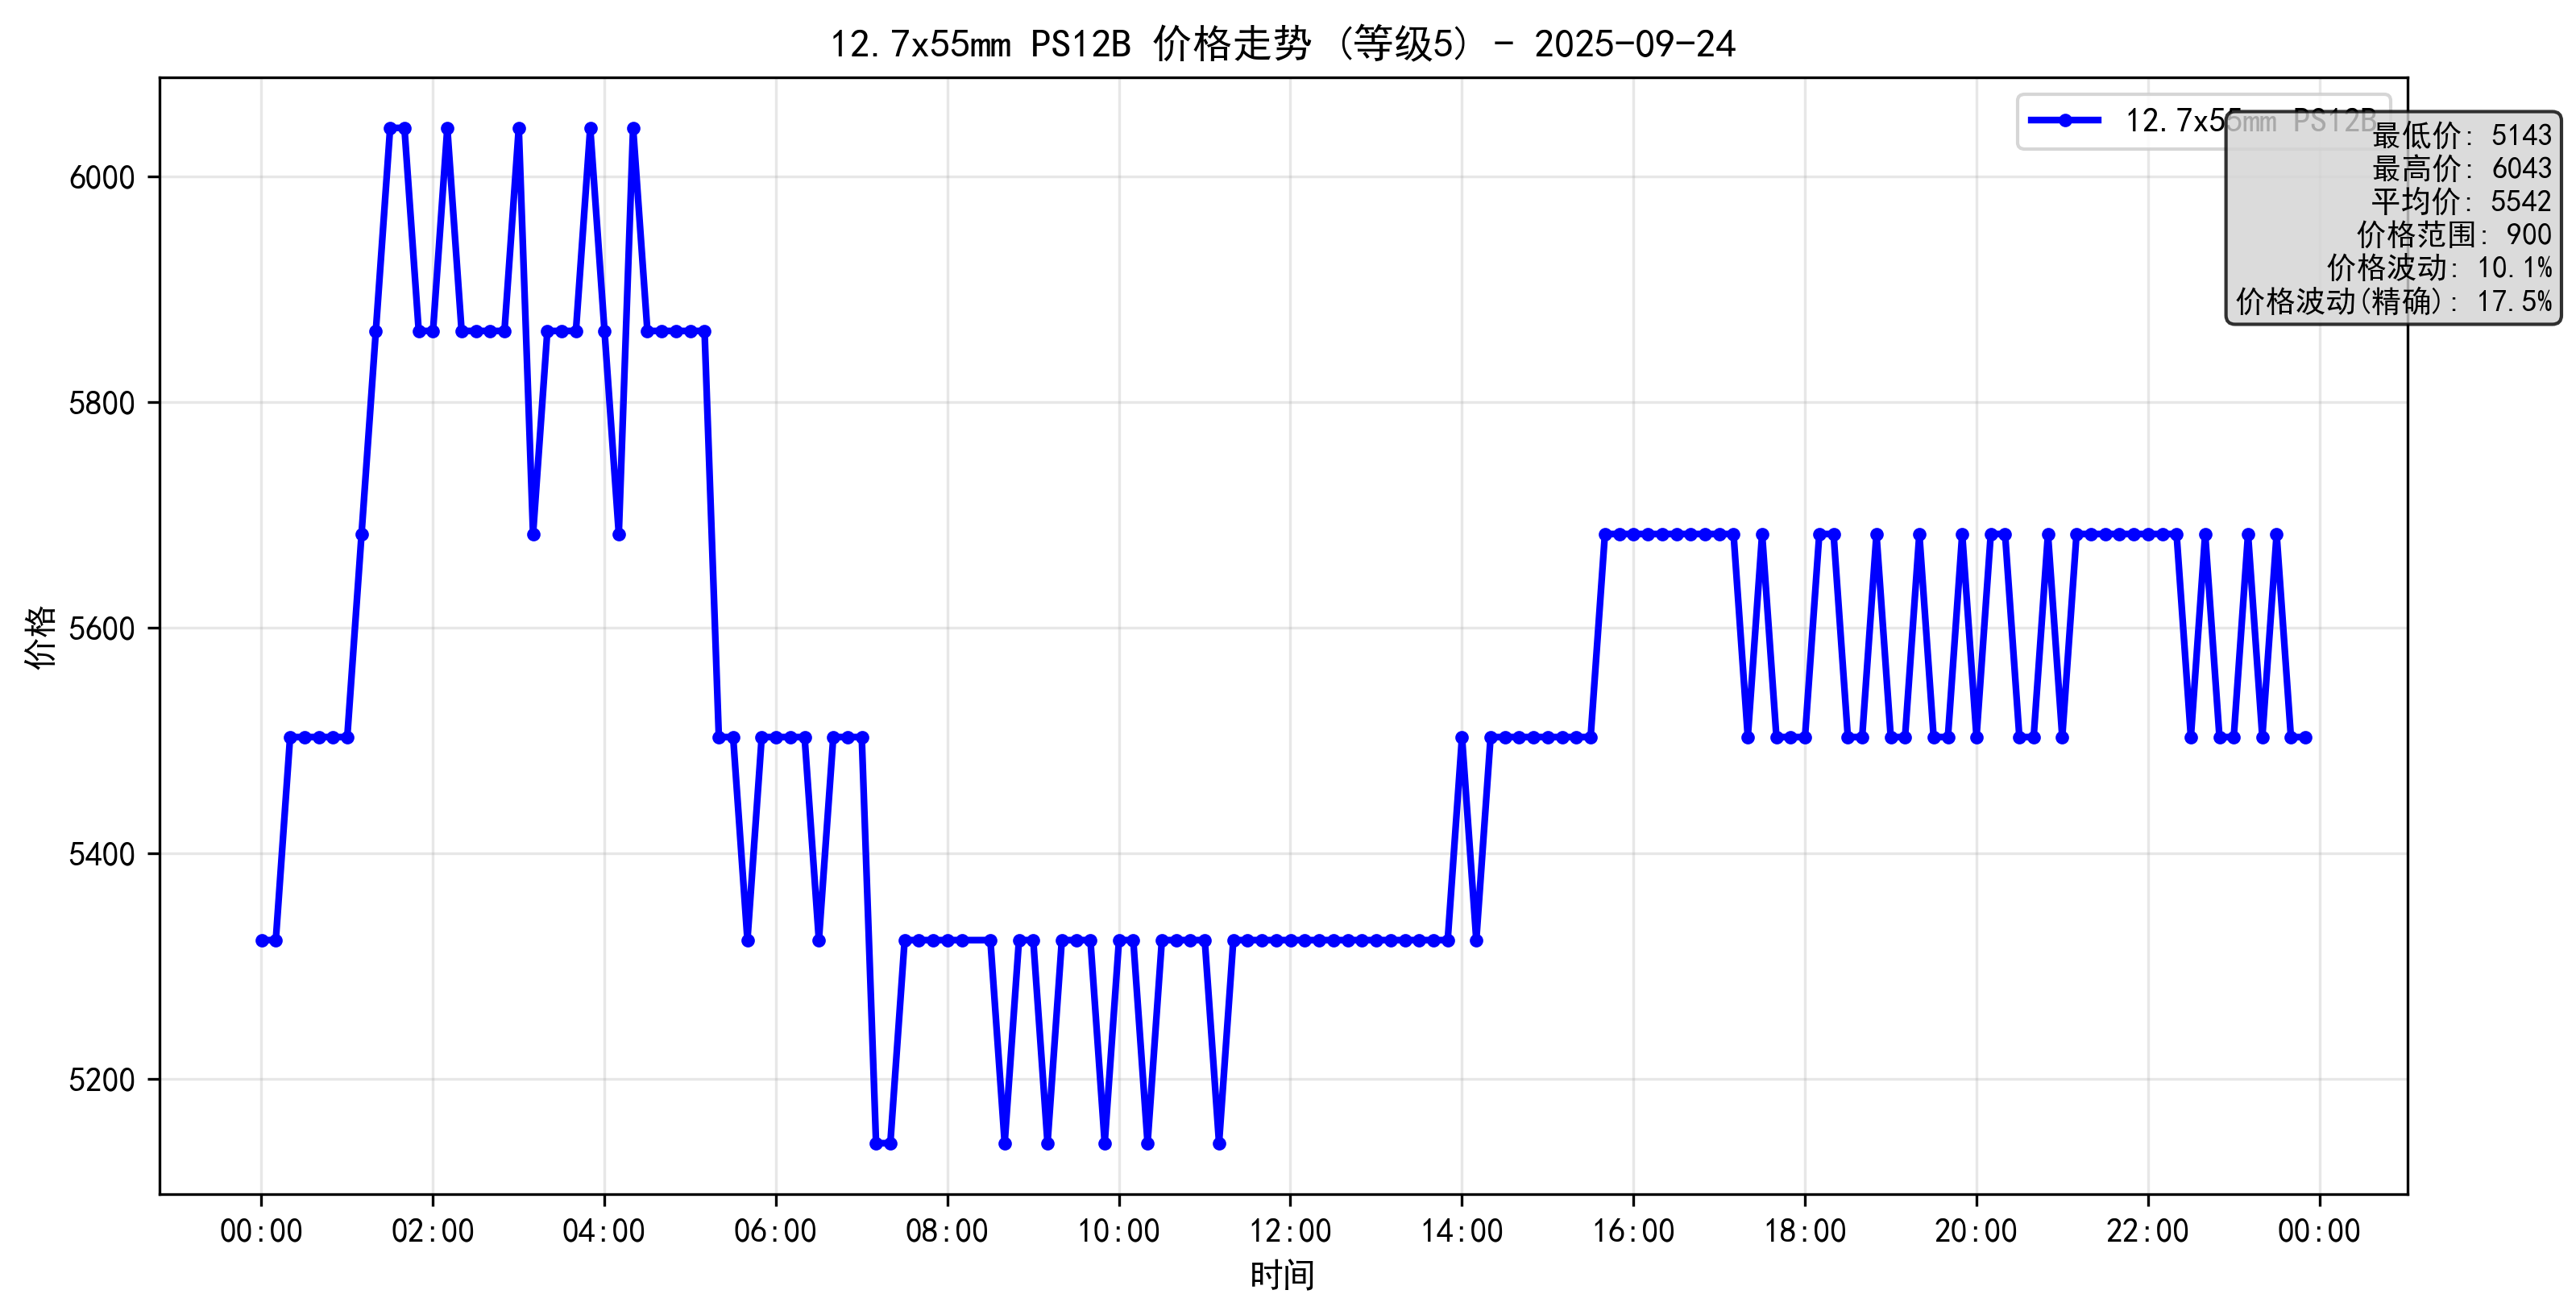 12.7x55mm PS12B 价格走势 (等级5) - 2025-09-24
12.7x55mm PS12B
最低价: 5143
最高价: 6043
平均价: 5542
价格范围: 900
价格波动: 10.1%
价格波动(精确): 17.5%
价格
6000
5800
5600
5400
5200
00:00 02:00 04:00 06:00 08:00 10:00 12:00 14:00 16:00 18:00 20:00 22:00 00:00
时间